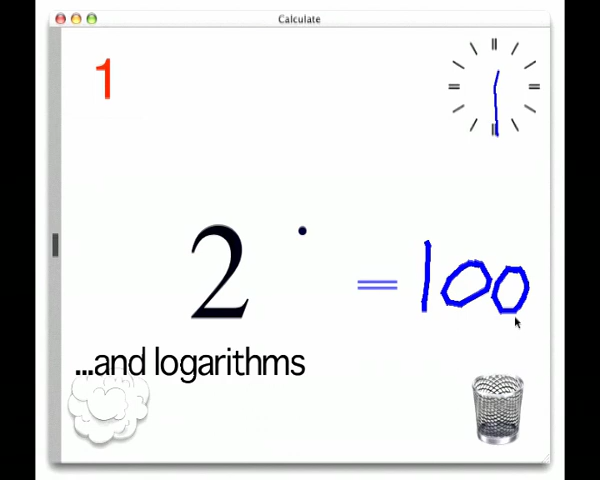 Calculate
1
2 = 100
...and logarithms